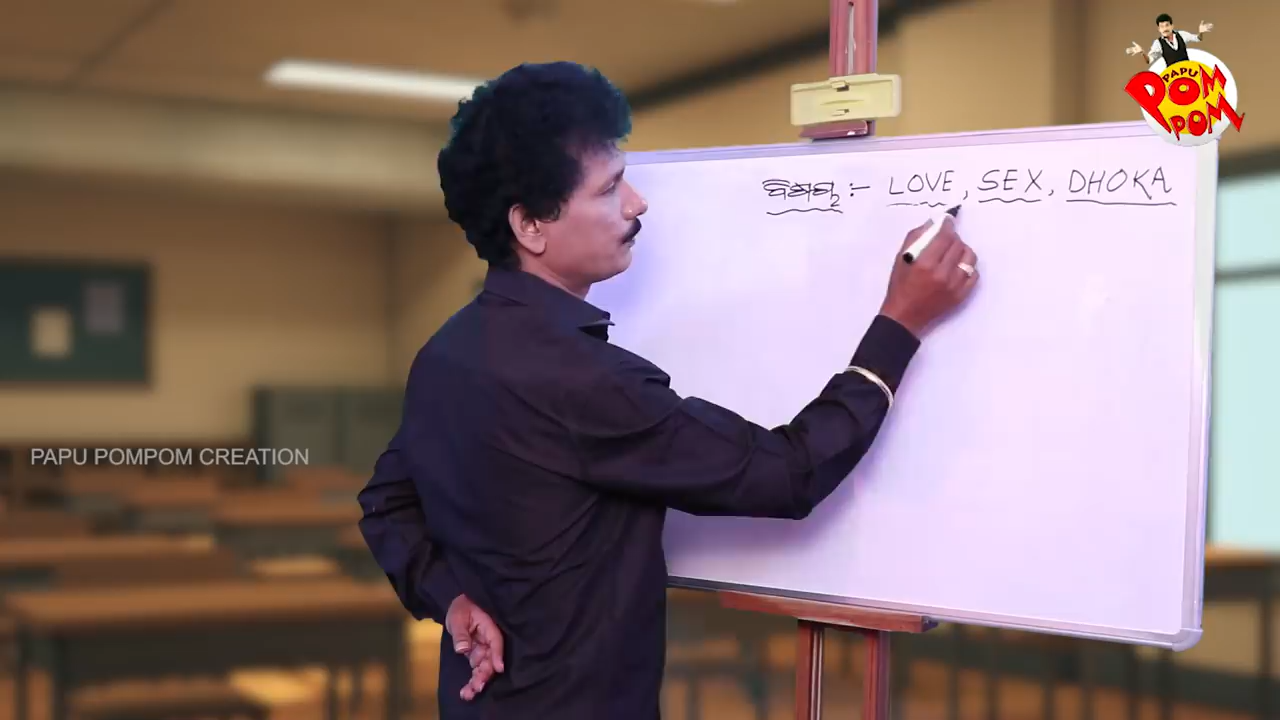 PAPU
POM
POM
ବିଷୟ :- LOVE, SEX, DHOKA
PAPU POMPOM CREATION